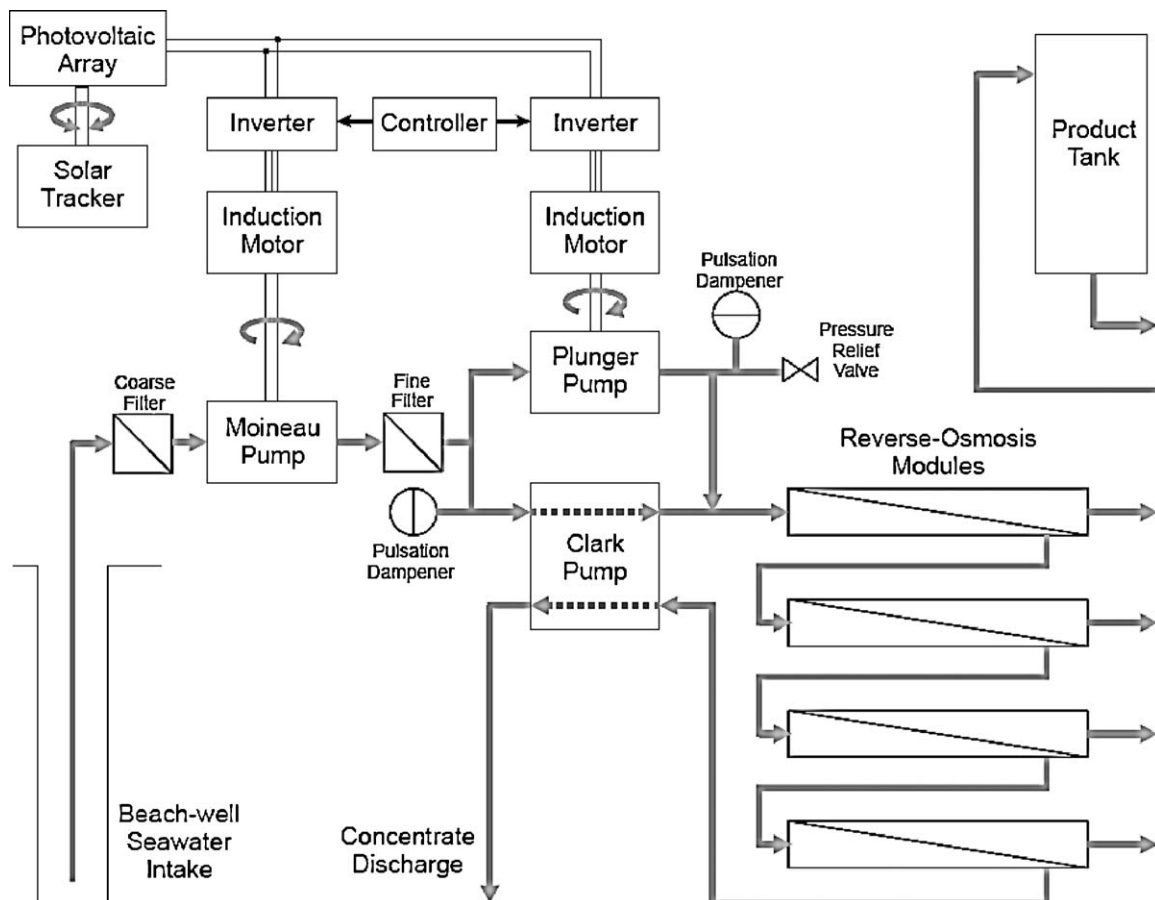 Photovoltaic
Array
Solar
Tracker
Inverter
Controller
Inverter
Induction
Motor
Induction
Motor
Product
Tank
Pulsation
Dampener
Pressure
Relief
Valve
Plunger
Pump
Coarse
Filter
Moineau
Pump
Fine
Filter
Reverse-Osmosis
Modules
Clark
Pump
Pulsation
Dampener
Beach-well
Seawater
Intake
Concentrate
Discharge